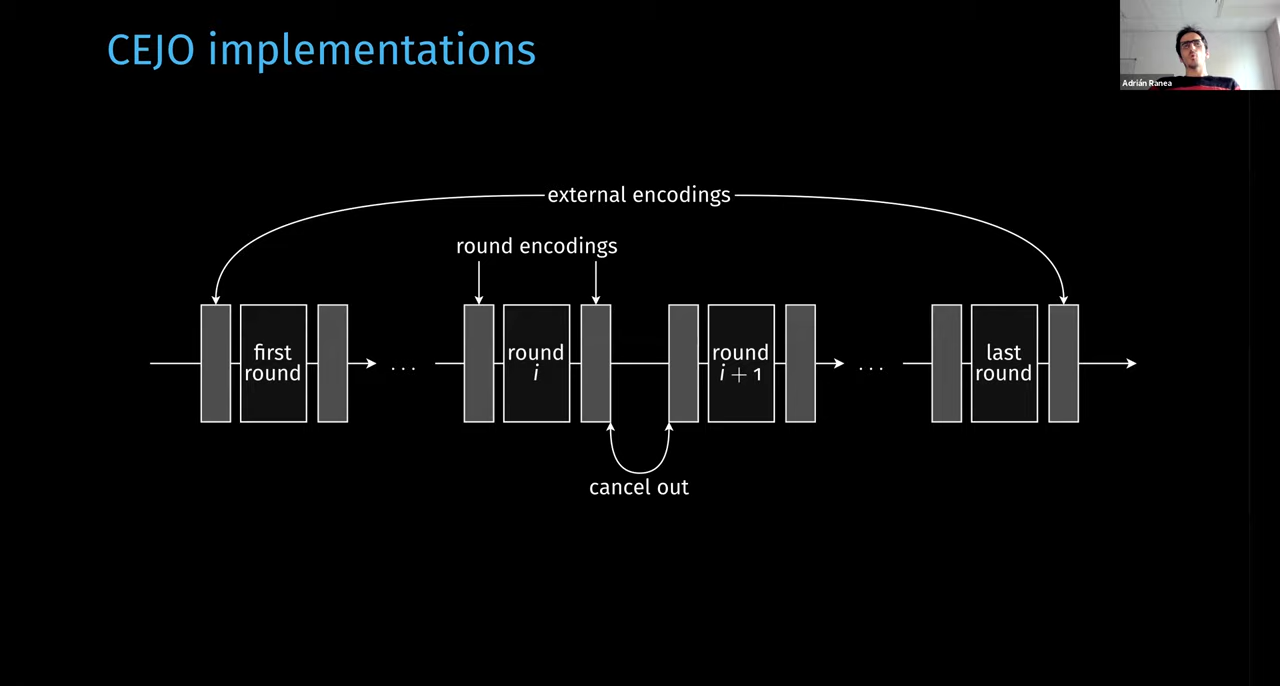 CEJO implementations
Adrián Ranea
external encodings
round encodings
first
round
...
round
i
round
i + 1
...
last
round
cancel out